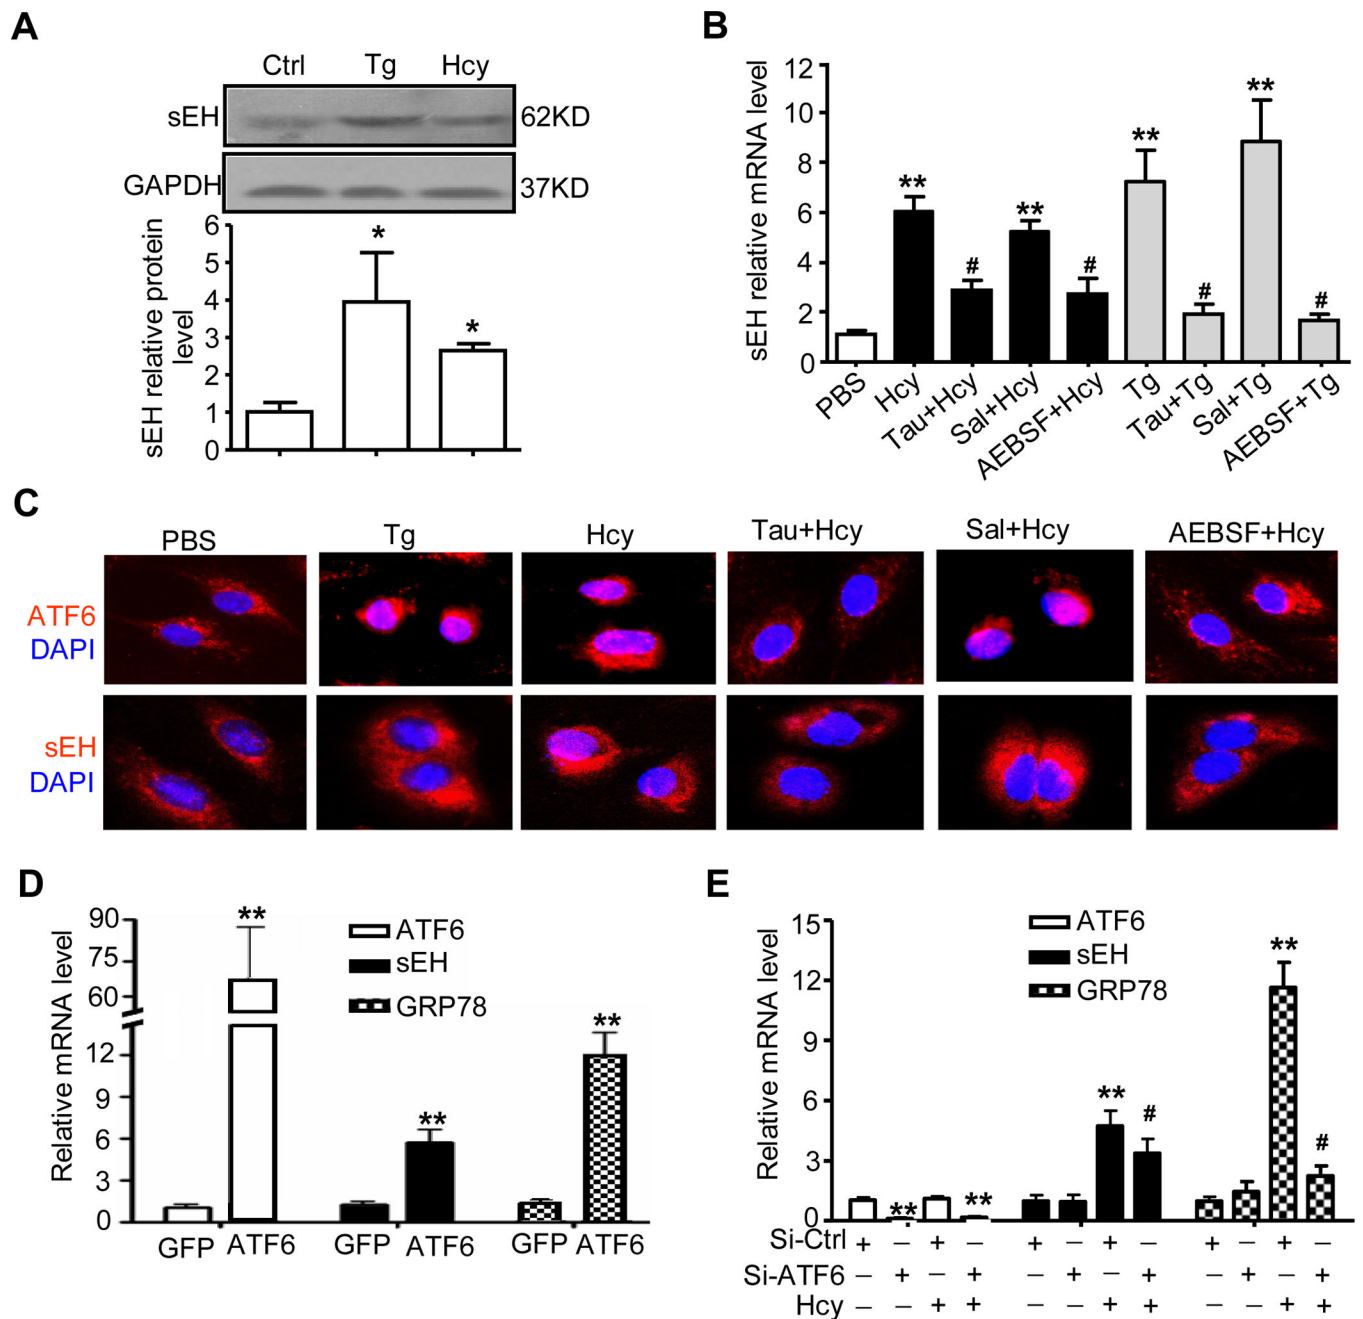 A
Ctrl Tg Hcy
sEH 62KD
GAPDH 37KD
sEH relative protein
level
6
5
4
3
2
1
0
* *
B
sEH relative mRNA level
12
10
8
6
4
2
0
** # ** # ** # ** #
PBS Hcy Tau+Hcy Sal+Hcy AEBSF+Hcy Tg Tau+Tg Sal+Tg AEBSF+Tg
C
PBS Tg Hcy Tau+Hcy Sal+Hcy AEBSF+Hcy
ATF6
DAPI
sEH
DAPI
D
Relative mRNA level
90
75
60
12
9
6
3
0
** ** **
ATF6
sEH
GRP78
GFP ATF6 GFP ATF6 GFP ATF6
E
Relative mRNA level
15
12
9
6
3
0
** ** ** # ** #
ATF6
sEH
GRP78
Si-Ctrl + − + − + − + − + − + −
Si-ATF6 − + − + − + − + − + − +
Hcy − − + + − − + + − − + +